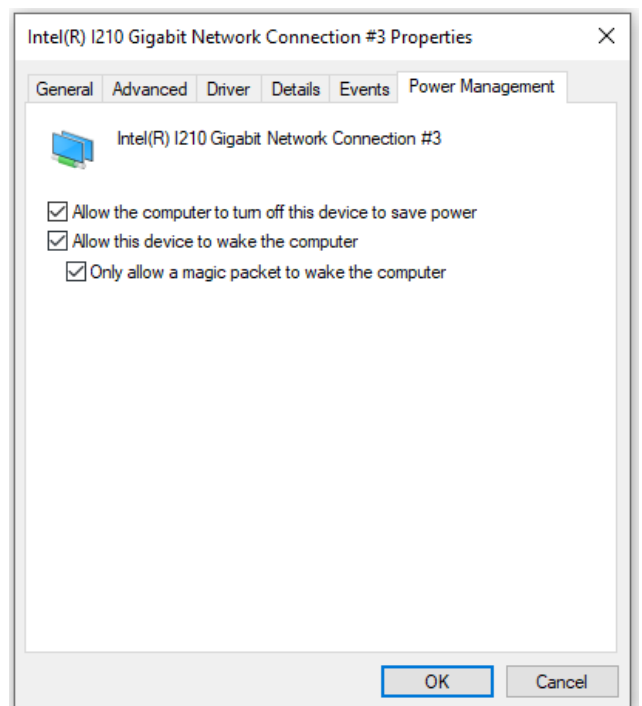 Intel(R) I210 Gigabit Network Connection #3 Properties
General Advanced Driver Details Events Power Management
Intel(R) I210 Gigabit Network Connection #3
Allow the computer to turn off this device to save power
Allow this device to wake the computer
Only allow a magic packet to wake the computer
OK Cancel